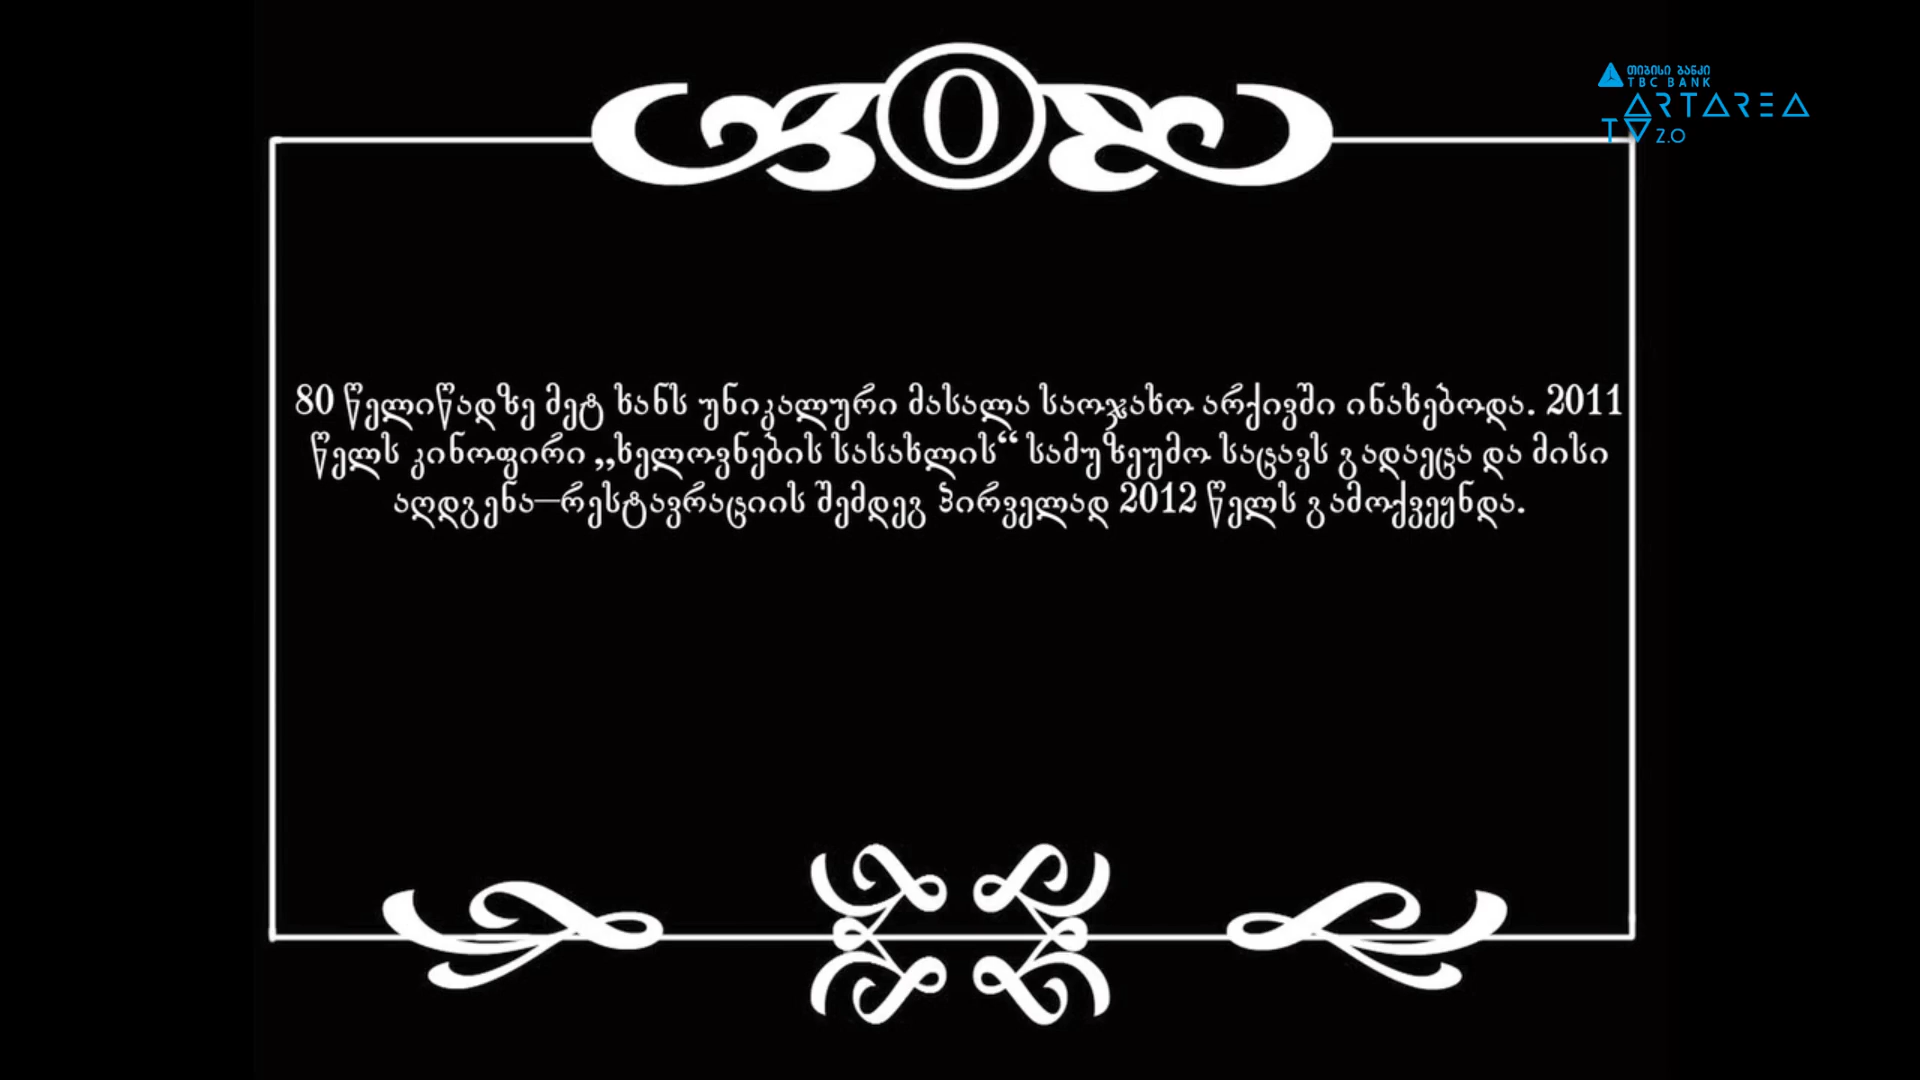 O
თიბისი ბანკი
TBC BANK
ARTAREA
TV 2.0
80 წელიწადზე მეტ ხანს უნიკალური მასალა საოჯახო არქივში ინახებოდა. 2011
წელს კინოფირი ,,ხელოვნების სასახლის“ სამუზეუმო საცავს გადაეცა და მისი
აღდგენა–რესტავრაციის შემდეგ პირველად 2012 წელს გამოქვეყნდა.